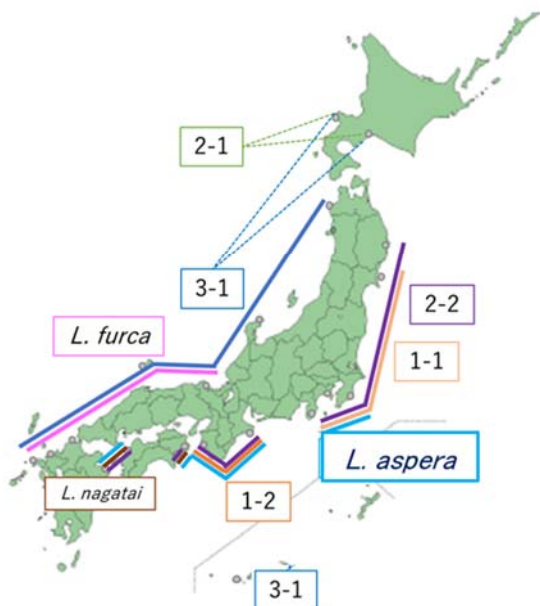 2-1
3-1
L. furca
2-2
1-1
L. aspera
L. nagatai
1-2
3-1